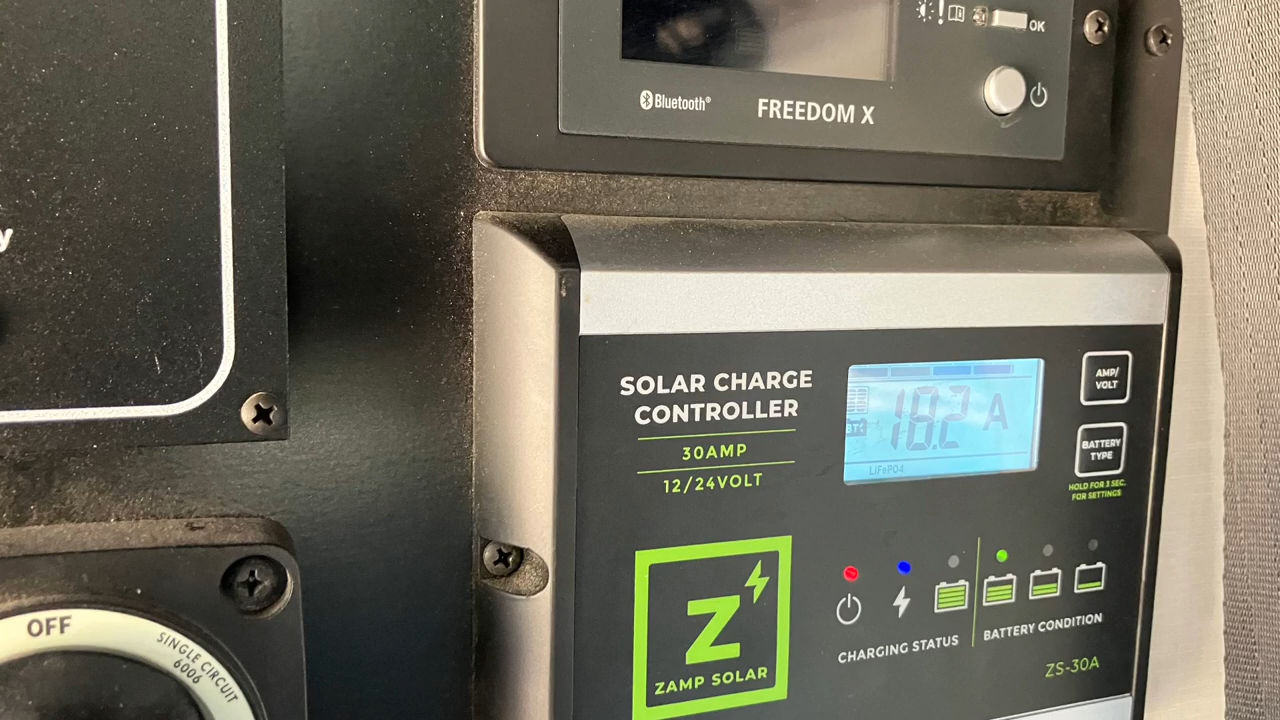 OK
Bluetooth®
FREEDOM X
y
SOLAR CHARGE
CONTROLLER
30AMP
12/24VOLT
18.2 A
LiFePO4
AMP/
VOLT
BATTERY
TYPE
HOLD FOR 3 SEC.
FOR SETTINGS
Z
ZAMP SOLAR
CHARGING STATUS
BATTERY CONDITION
ZS-30A
OFF
SINGLE CIRCUIT
6006